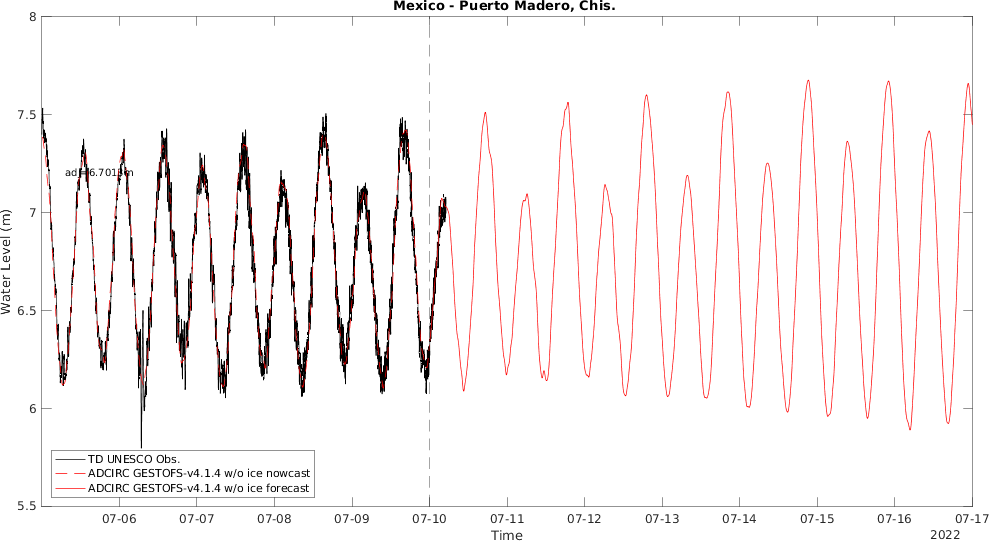 Mexico - Puerto Madero, Chis.
8
7.5
7
6.5
6
5.5
Water Level (m)
TD UNESCO Obs.
ADCIRC GESTOFS-v4.1.4 w/o ice nowcast
ADCIRC GESTOFS-v4.1.4 w/o ice forecast
07-06 07-07 07-08 07-09 07-10 07-11 07-12 07-13 07-14 07-15 07-16 07-17
Time
2022